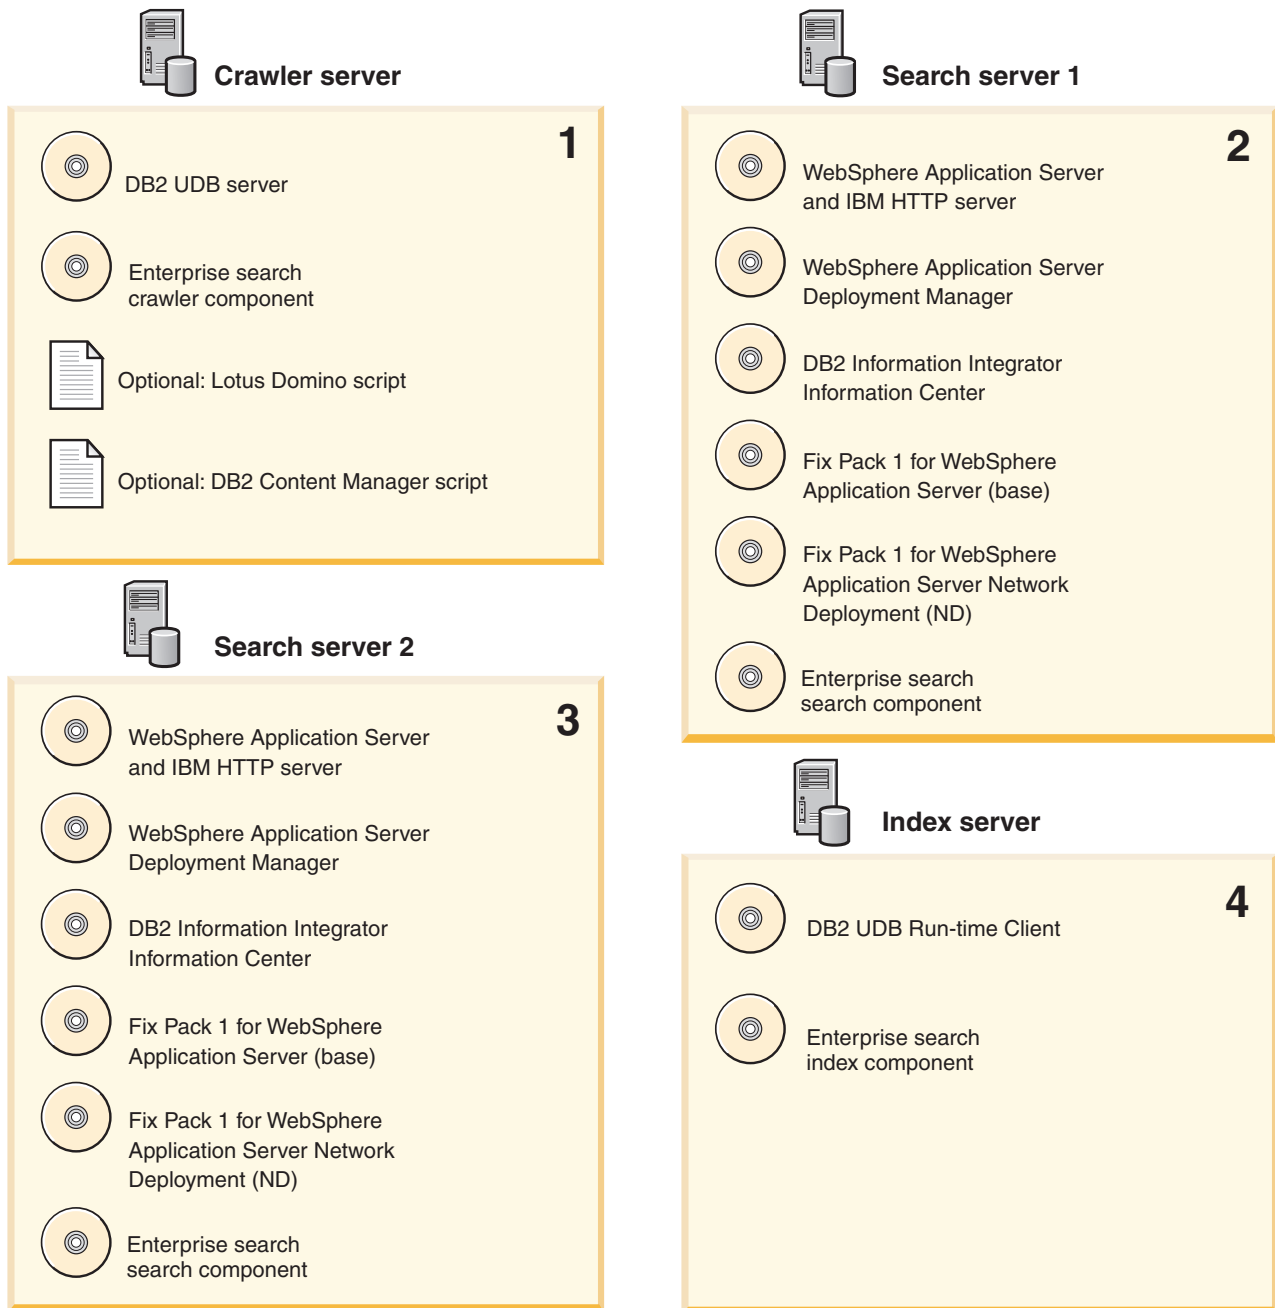 Crawler server
1
DB2 UDB server
Enterprise search
crawler component
Optional: Lotus Domino script
Optional: DB2 Content Manager script
Search server 1
2
WebSphere Application Server
and IBM HTTP server
WebSphere Application Server
Deployment Manager
DB2 Information Integrator
Information Center
Fix Pack 1 for WebSphere
Application Server (base)
Fix Pack 1 for WebSphere
Application Server Network
Deployment (ND)
Enterprise search
search component
Search server 2
3
WebSphere Application Server
and IBM HTTP server
WebSphere Application Server
Deployment Manager
DB2 Information Integrator
Information Center
Fix Pack 1 for WebSphere
Application Server (base)
Fix Pack 1 for WebSphere
Application Server Network
Deployment (ND)
Enterprise search
search component
Index server
4
DB2 UDB Run-time Client
Enterprise search
index component